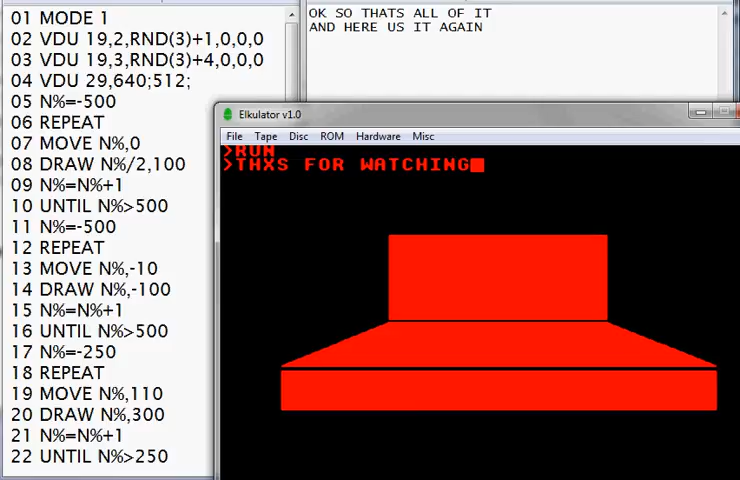 01 MODE 1
02 VDU 19,2,RND(3)+1,0,0,0
03 VDU 19,3,RND(3)+4,0,0,0
04 VDU 29,640;512;
05 N%=-500
06 REPEAT
07 MOVE N%,0
08 DRAW N%/2,100
09 N%=N%+1
10 UNTIL N%>500
11 N%=-500
12 REPEAT
13 MOVE N%,-10
14 DRAW N%,-100
15 N%=N%+1
16 UNTIL N%>500
17 N%=-250
18 REPEAT
19 MOVE N%,110
20 DRAW N%,300
21 N%=N%+1
22 UNTIL N%>250
OK SO THATS ALL OF IT
AND HERE US IT AGAIN
Elkulator v1.0
File Tape Disc ROM Hardware Misc
>RUN
>THXS FOR WATCHING